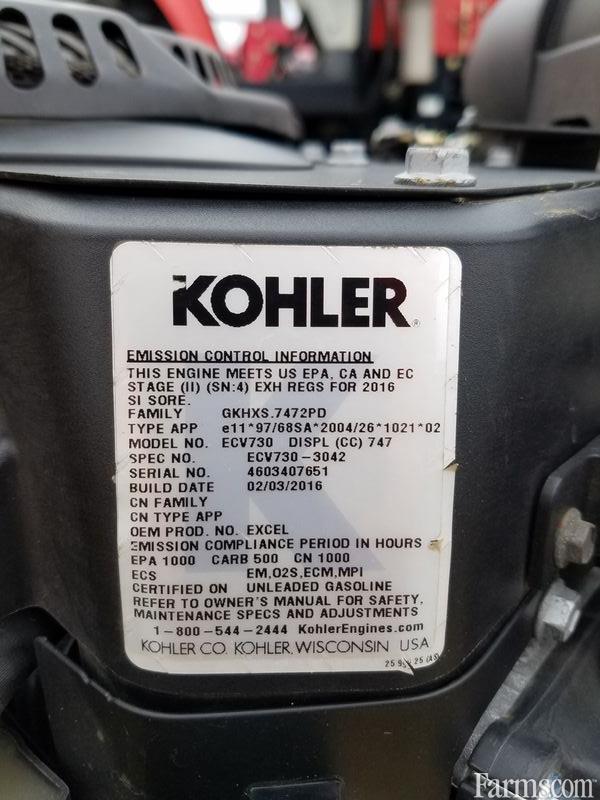 KOHLER®
EMISSION CONTROL INFORMATION
THIS ENGINE MEETS US EPA, CA AND EC
STAGE (II) (SN:4) EXH REGS FOR 2016
SI SORE.
FAMILY GKHXS.7472PD
TYPE APP e11*97/68SA*2004/26*1021*02
MODEL NO. ECV730 DISPL (CC) 747
SPEC NO. ECV730-3042
SERIAL NO. 4603407651
BUILD DATE 02/03/2016
CN FAMILY
CN TYPE APP
OEM PROD. NO. EXCEL
EMISSION COMPLIANCE PERIOD IN HOURS =
EPA 1000 CARB 500 CN 1000
ECS EM,O2S,ECM,MPI
CERTIFIED ON UNLEADED GASOLINE
REFER TO OWNER'S MANUAL FOR SAFETY,
MAINTENANCE SPECS AND ADJUSTMENTS
1-800-544-2444 KohlerEngines.com
KOHLER CO. KOHLER, WISCONSIN USA
Farms.com